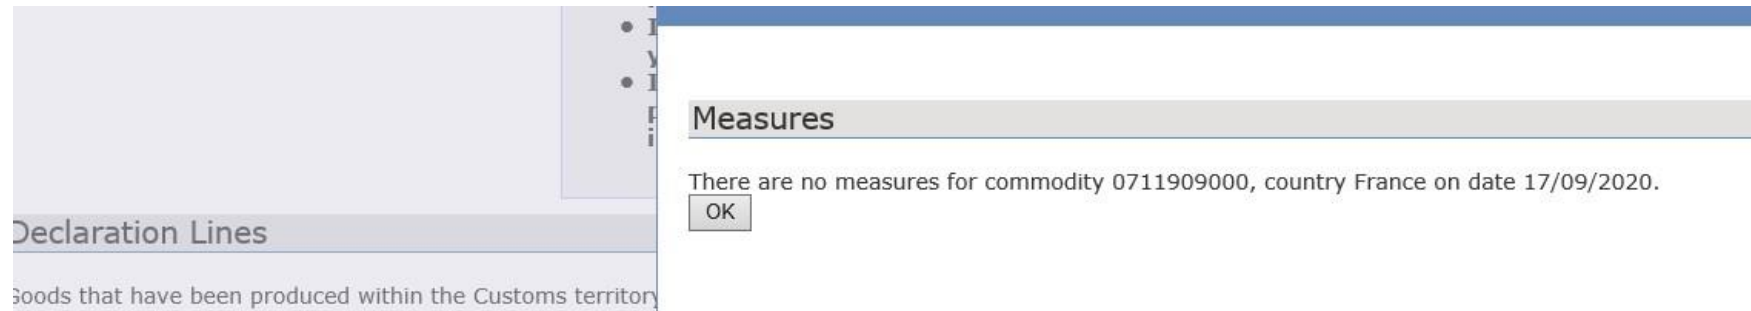 Measures
There are no measures for commodity 0711909000, country France on date 17/09/2020.
OK
Declaration Lines
Goods that have been produced within the Customs territory